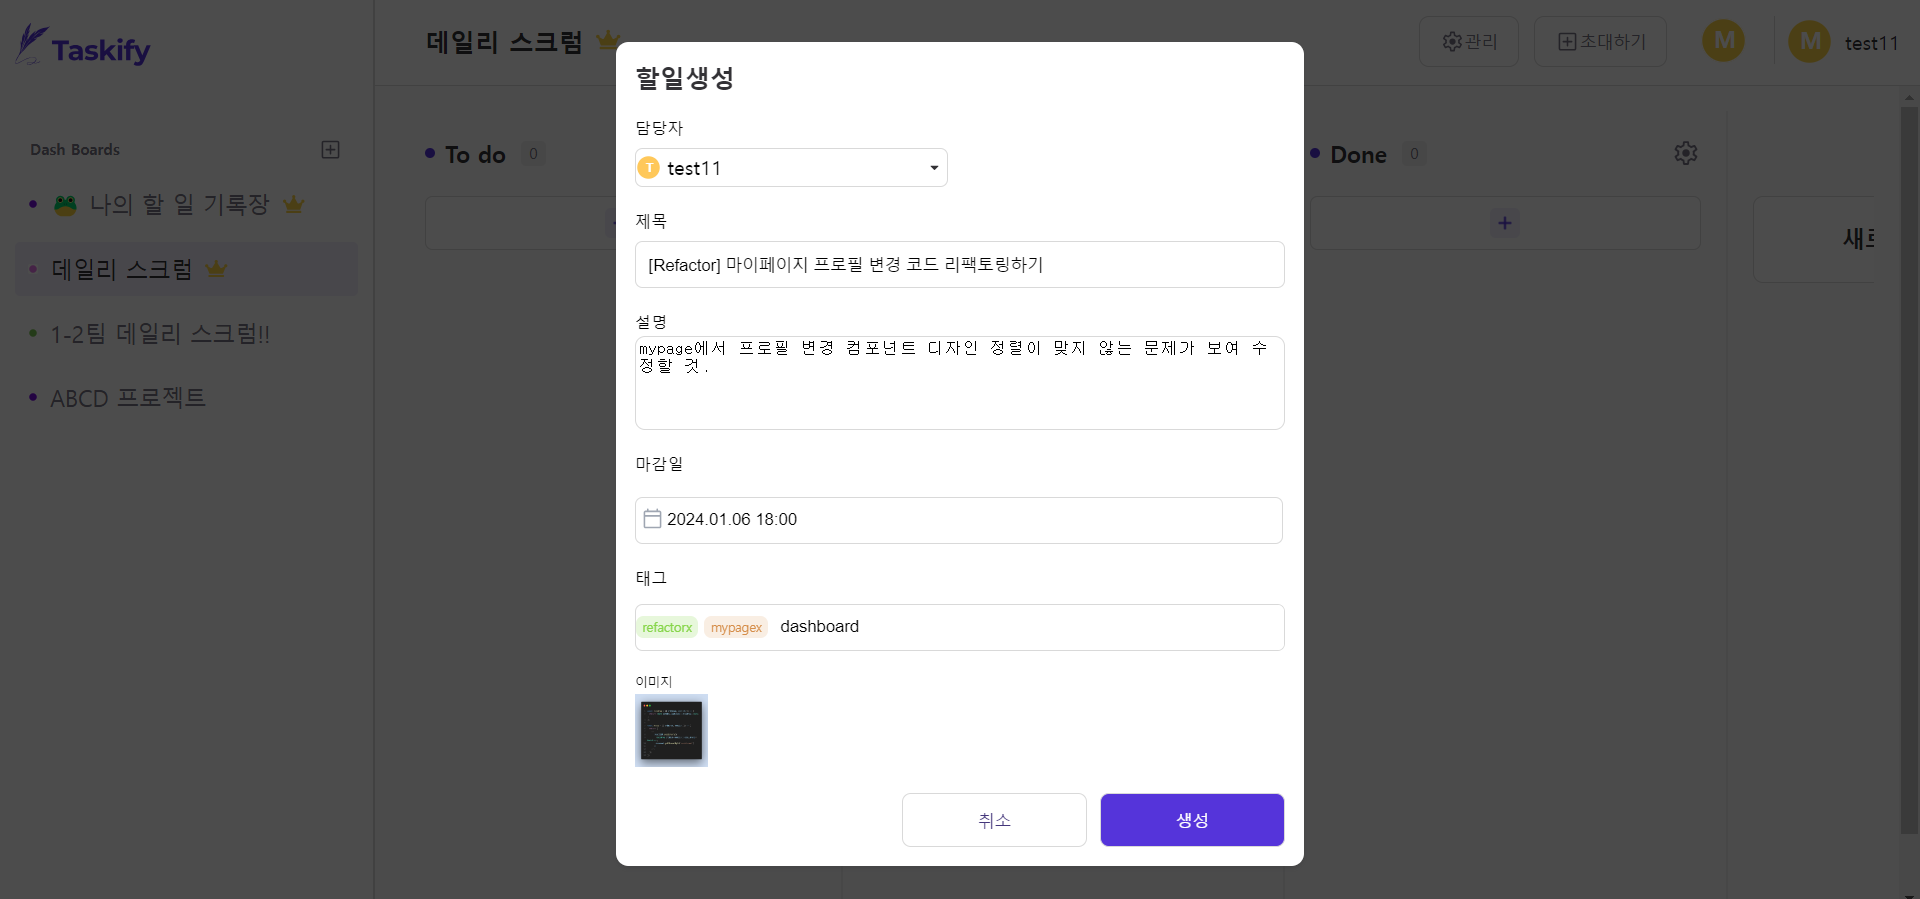 Taskify
데일리 스크럼
관리
초대하기
M
M
test11
Dash Boards
나의 할 일 기록장
데일리 스크럼
1-2팀 데일리 스크럼!!
ABCD 프로젝트
To do 0
Done 0
할일생성
담당자
T test11
제목
[Refactor] 마이페이지 프로필 변경 코드 리팩토링하기
설명
mypage에서 프로필 변경 컴포넌트 디자인 정렬이 맞지 않는 문제가 보여 수
정할 것.
마감일
2024.01.06 18:00
태그
refactorx mypagex dashboard
이미지
취소
생성